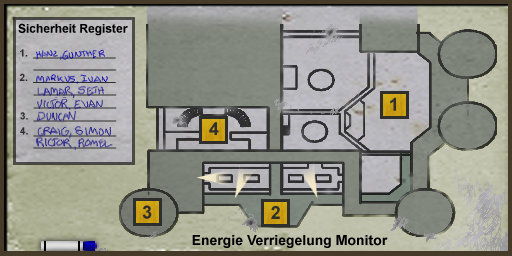 Sicherheit Register
1. HANZ, GUNTHER
2. MARKUS, IVAN
LAMAR, SETH
VICTOR, EVAN
3. DUNCAN
4. CRAIG, SIMON
RICTOR, ROMEL
1
4
3
2
Energie Verriegelung Monitor